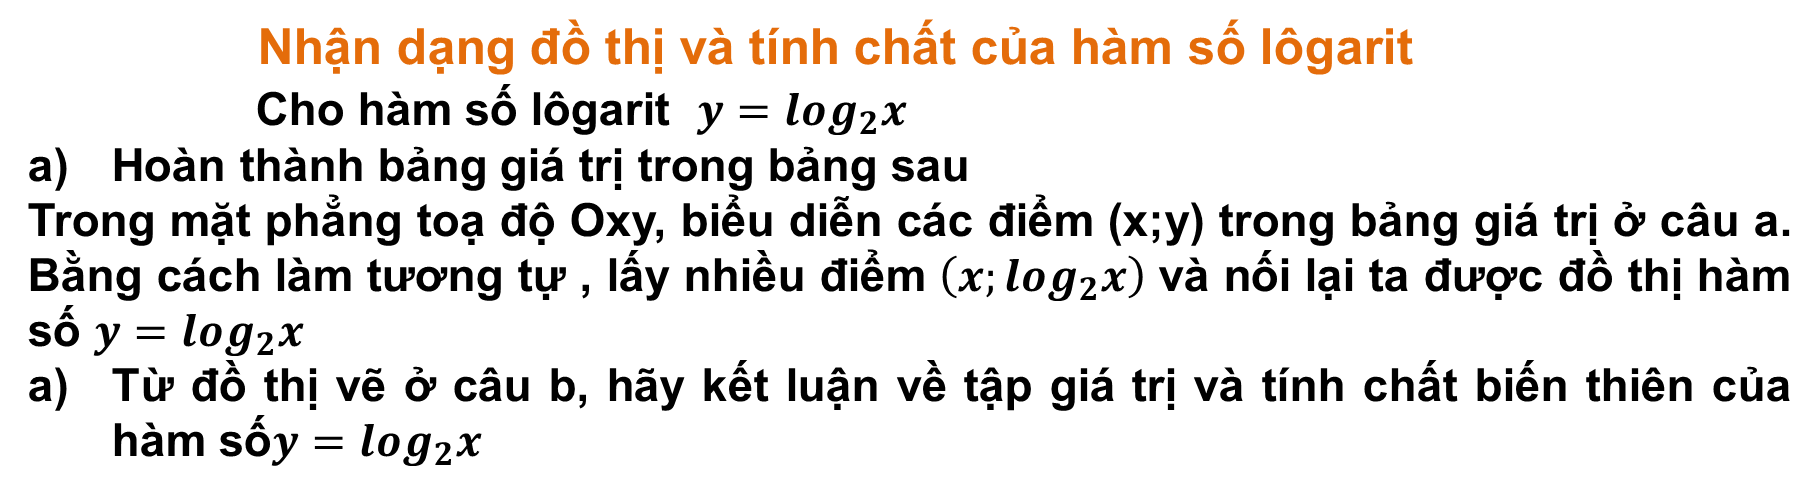 Nhận dạng đồ thị và tính chất của hàm số lôgarit
Cho hàm số lôgarit y = log₂x
a) Hoàn thành bảng giá trị trong bảng sau
Trong mặt phẳng toạ độ Oxy, biểu diễn các điểm (x;y) trong bảng giá trị ở câu a.
Bằng cách làm tương tự , lấy nhiều điểm (x; log₂x) và nối lại ta được đồ thị hàm
số y = log₂x
a) Từ đồ thị vẽ ở câu b, hãy kết luận về tập giá trị và tính chất biến thiên của
hàm sốy = log₂x